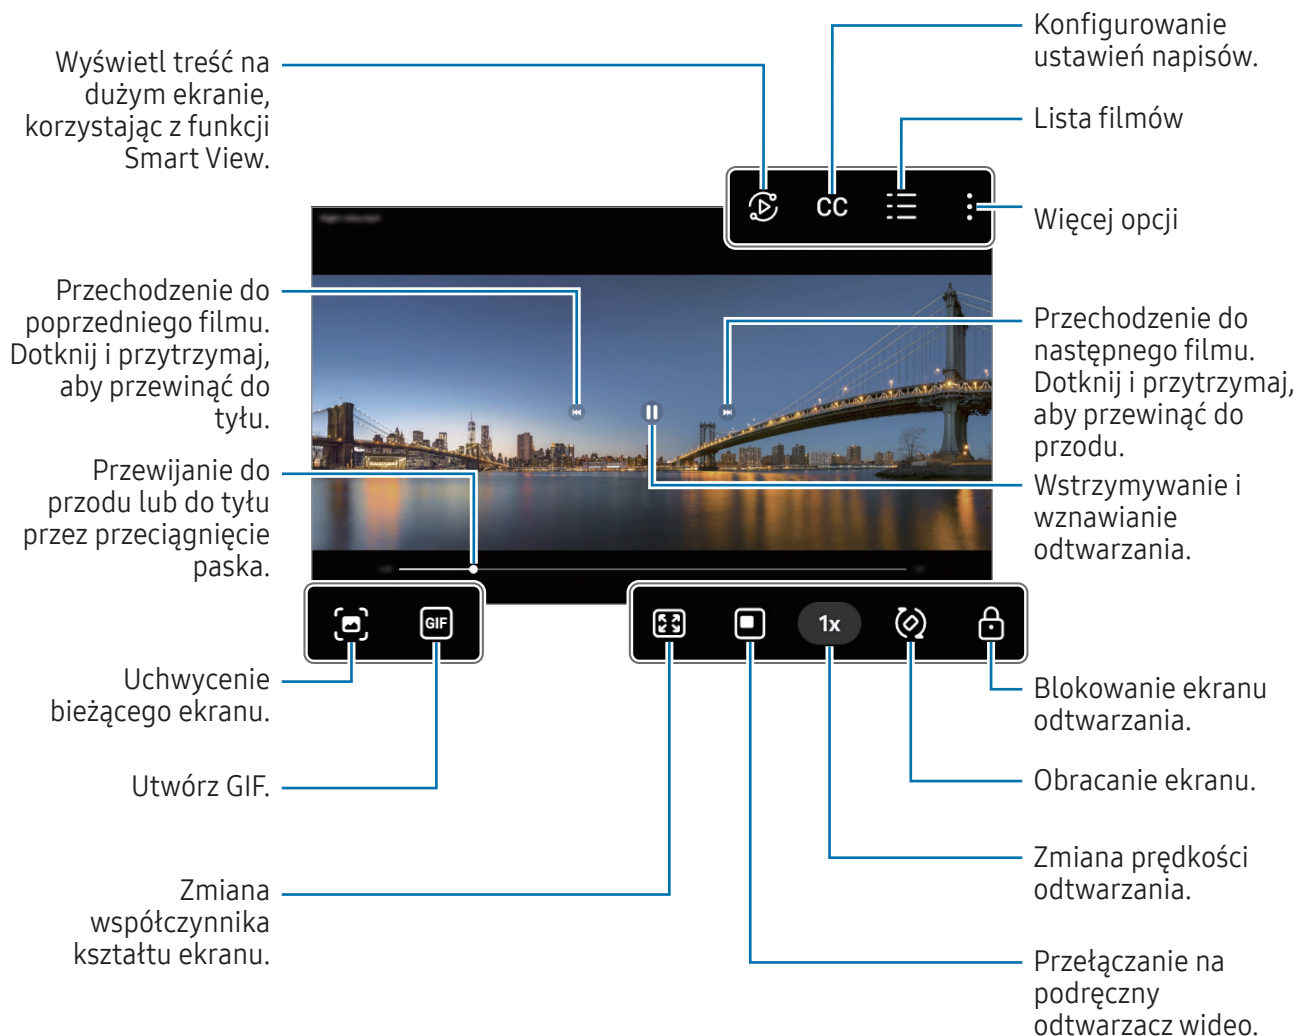 Konfigurowanie
ustawień napisów.
Wyświetl treść na
dużym ekranie,
korzystając z funkcji
Smart View.
Lista filmów
CC
Więcej opcji
Przechodzenie do
poprzedniego filmu.
Dotknij i przytrzymaj,
aby przewinąć do
tyłu.
Przechodzenie do
następnego filmu.
Dotknij i przytrzymaj,
aby przewinąć do
przodu.
Przewijanie do
przodu lub do tyłu
przez przeciągnięcie
paska.
Wstrzymywanie i
wznawianie
odtwarzania.
GIF
1x
Uchwycenie
bieżącego ekranu.
Blokowanie ekranu
odtwarzania.
Utwórz GIF.
Obracanie ekranu.
Zmiana prędkości
odtwarzania.
Zmiana
współczynnika
kształtu ekranu.
Przełączanie na
podręczny
odtwarzacz wideo.